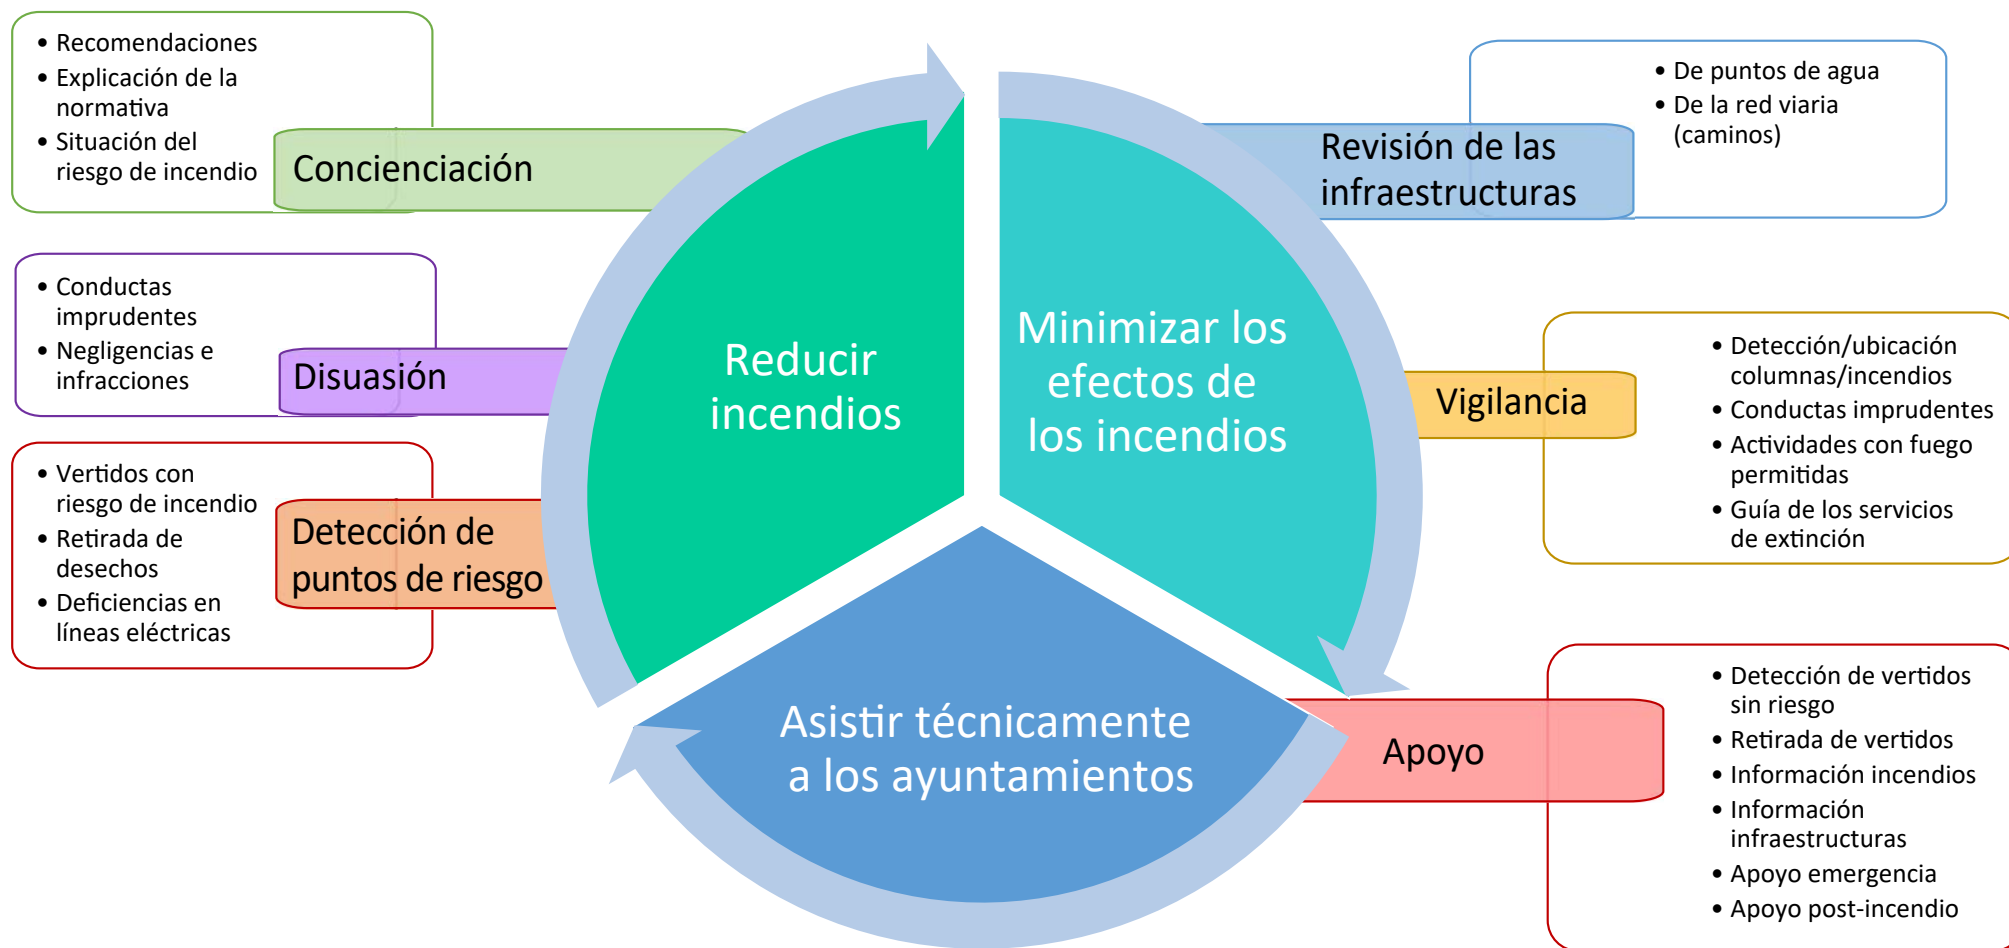 • Recomendaciones
• Explicación de la
normativa
• Situación del
riesgo de incendio
Concienciación
• Conductas
imprudentes
• Negligencias e
infracciones
Disuasión
• Vertidos con
riesgo de incendio
• Retirada de
desechos
• Deficiencias en
líneas eléctricas
Detección de
puntos de riesgo
Reducir
incendios
Minimizar los
efectos de
los incendios
Asistir técnicamente
a los ayuntamientos
Revisión de las
infraestructuras
• De puntos de agua
• De la red viaria
(caminos)
Vigilancia
• Detección/ubicación
columnas/incendios
• Conductas imprudentes
• Actividades con fuego
permitidas
• Guía de los servicios
de extinción
Apoyo
• Detección de vertidos
sin riesgo
• Retirada de vertidos
• Información incendios
• Información
infraestructuras
• Apoyo emergencia
• Apoyo post-incendio